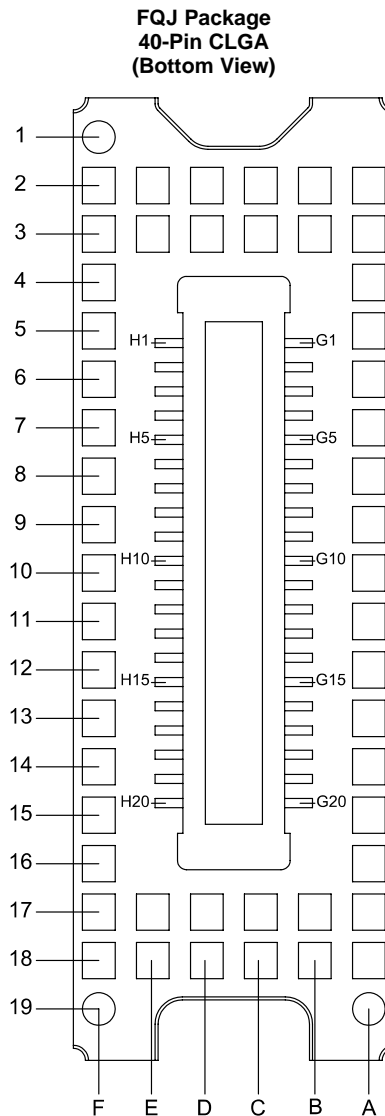 FQJ Package
40-Pin CLGA
(Bottom View)
1
2
3
4
5
H1 G1
6
7
H5 G5
8
9
10
H10 G10
11
12
H15 G15
13
14
15
H20 G20
16
17
18
19
F E D C B A